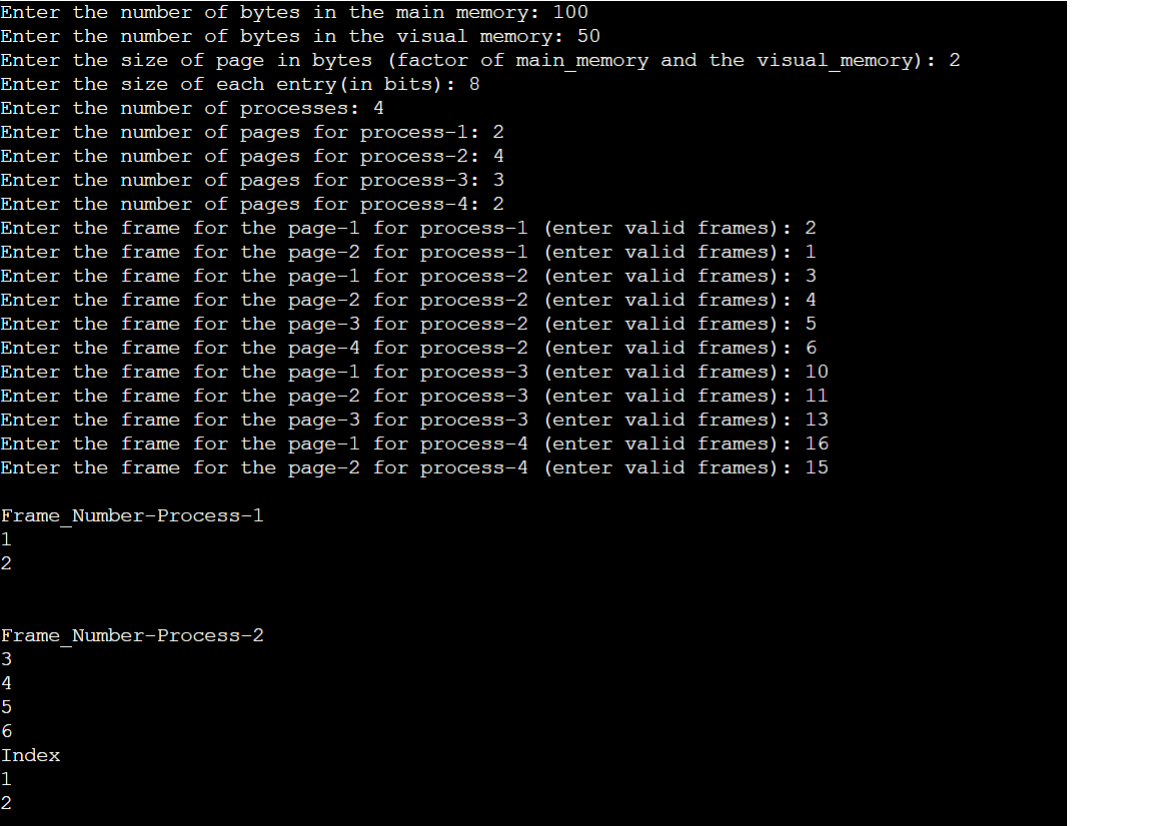 Enter the number of bytes in the main memory: 100
Enter the number of bytes in the visual memory: 50
Enter the size of page in bytes (factor of main_memory and the visual_memory): 2
Enter the size of each entry(in bits): 8
Enter the number of processes: 4
Enter the number of pages for process-1: 2
Enter the number of pages for process-2: 4
Enter the number of pages for process-3: 3
Enter the number of pages for process-4: 2
Enter the frame for the page-1 for process-1 (enter valid frames): 2
Enter the frame for the page-2 for process-1 (enter valid frames): 1
Enter the frame for the page-1 for process-2 (enter valid frames): 3
Enter the frame for the page-2 for process-2 (enter valid frames): 4
Enter the frame for the page-3 for process-2 (enter valid frames): 5
Enter the frame for the page-4 for process-2 (enter valid frames): 6
Enter the frame for the page-1 for process-3 (enter valid frames): 10
Enter the frame for the page-2 for process-3 (enter valid frames): 11
Enter the frame for the page-3 for process-3 (enter valid frames): 13
Enter the frame for the page-1 for process-4 (enter valid frames): 16
Enter the frame for the page-2 for process-4 (enter valid frames): 15
Frame_Number-Process-1
1
2
Frame_Number-Process-2
3
4
5
6
Index
1
2